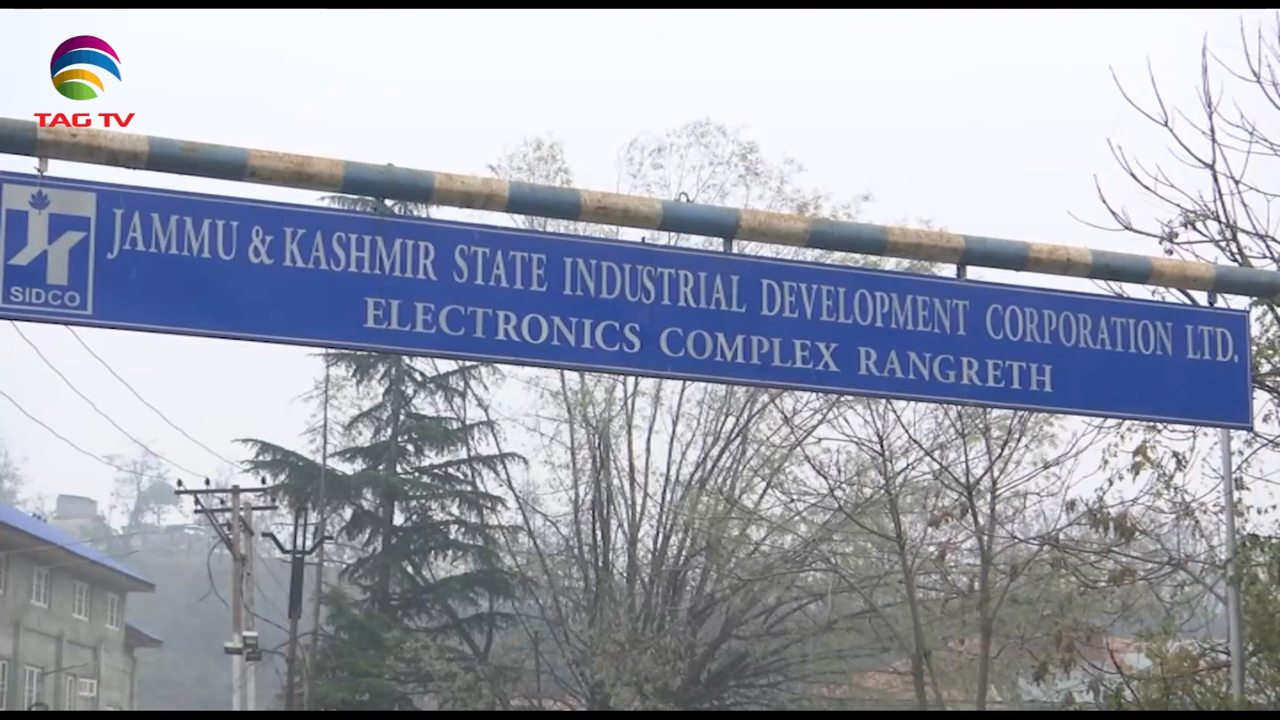 TAG TV
JAMMU & KASHMIR STATE INDUSTRIAL DEVELOPMENT CORPORATION LTD.
SIDCO
ELECTRONICS COMPLEX RANGRETH